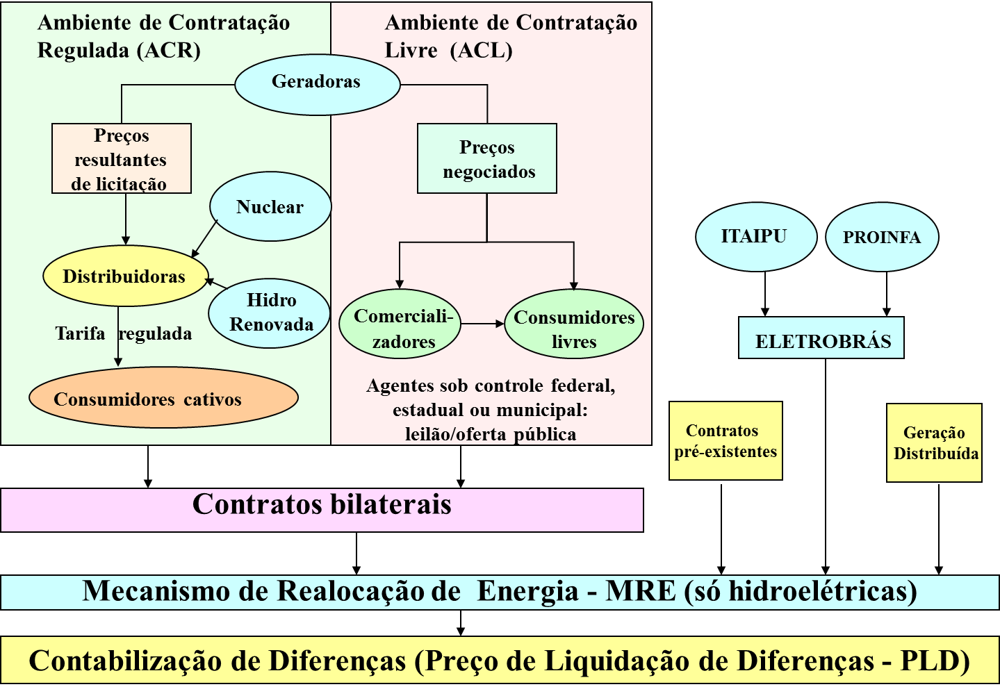 Ambiente de Contratação
Regulada (ACR)
Ambiente de Contratação
Livre (ACL)
Geradoras
Preços
resultantes
de licitação
Preços
negociados
Nuclear
Distribuidoras
Hidro
Renovada
Tarifa regulada
Consumidores cativos
Comerciali-
zadores
Consumidores
livres
Agentes sob controle federal,
estadual ou municipal:
leilão/oferta pública
ITAIPU
PROINFA
ELETROBRÁS
Contratos
pré-existentes
Geração
Distribuída
Contratos bilaterais
Mecanismo de Realocação de Energia - MRE (só hidroelétricas)
Contabilização de Diferenças (Preço de Liquidação de Diferenças - PLD)